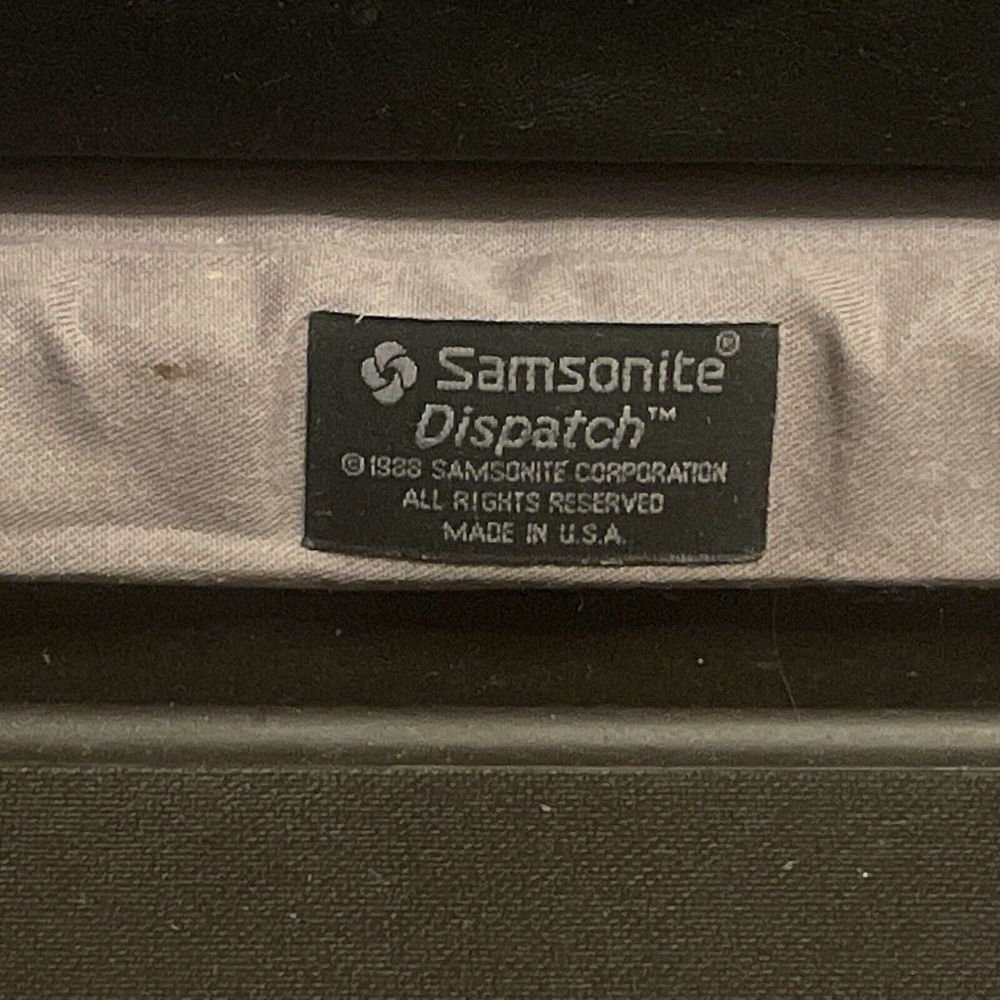 Samsonite®
Dispatch™
© 1988 SAMSONITE CORPORATION
ALL RIGHTS RESERVED
MADE IN U.S.A.